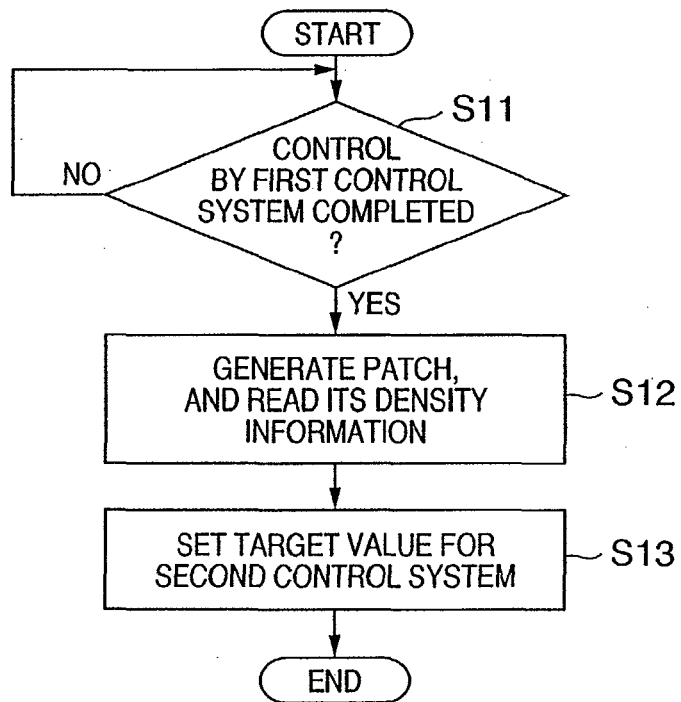 START
S11
CONTROL
BY FIRST CONTROL
SYSTEM COMPLETED
?
NO
YES
GENERATE PATCH,
AND READ ITS DENSITY
INFORMATION
S12
SET TARGET VALUE FOR
SECOND CONTROL SYSTEM
S13
END